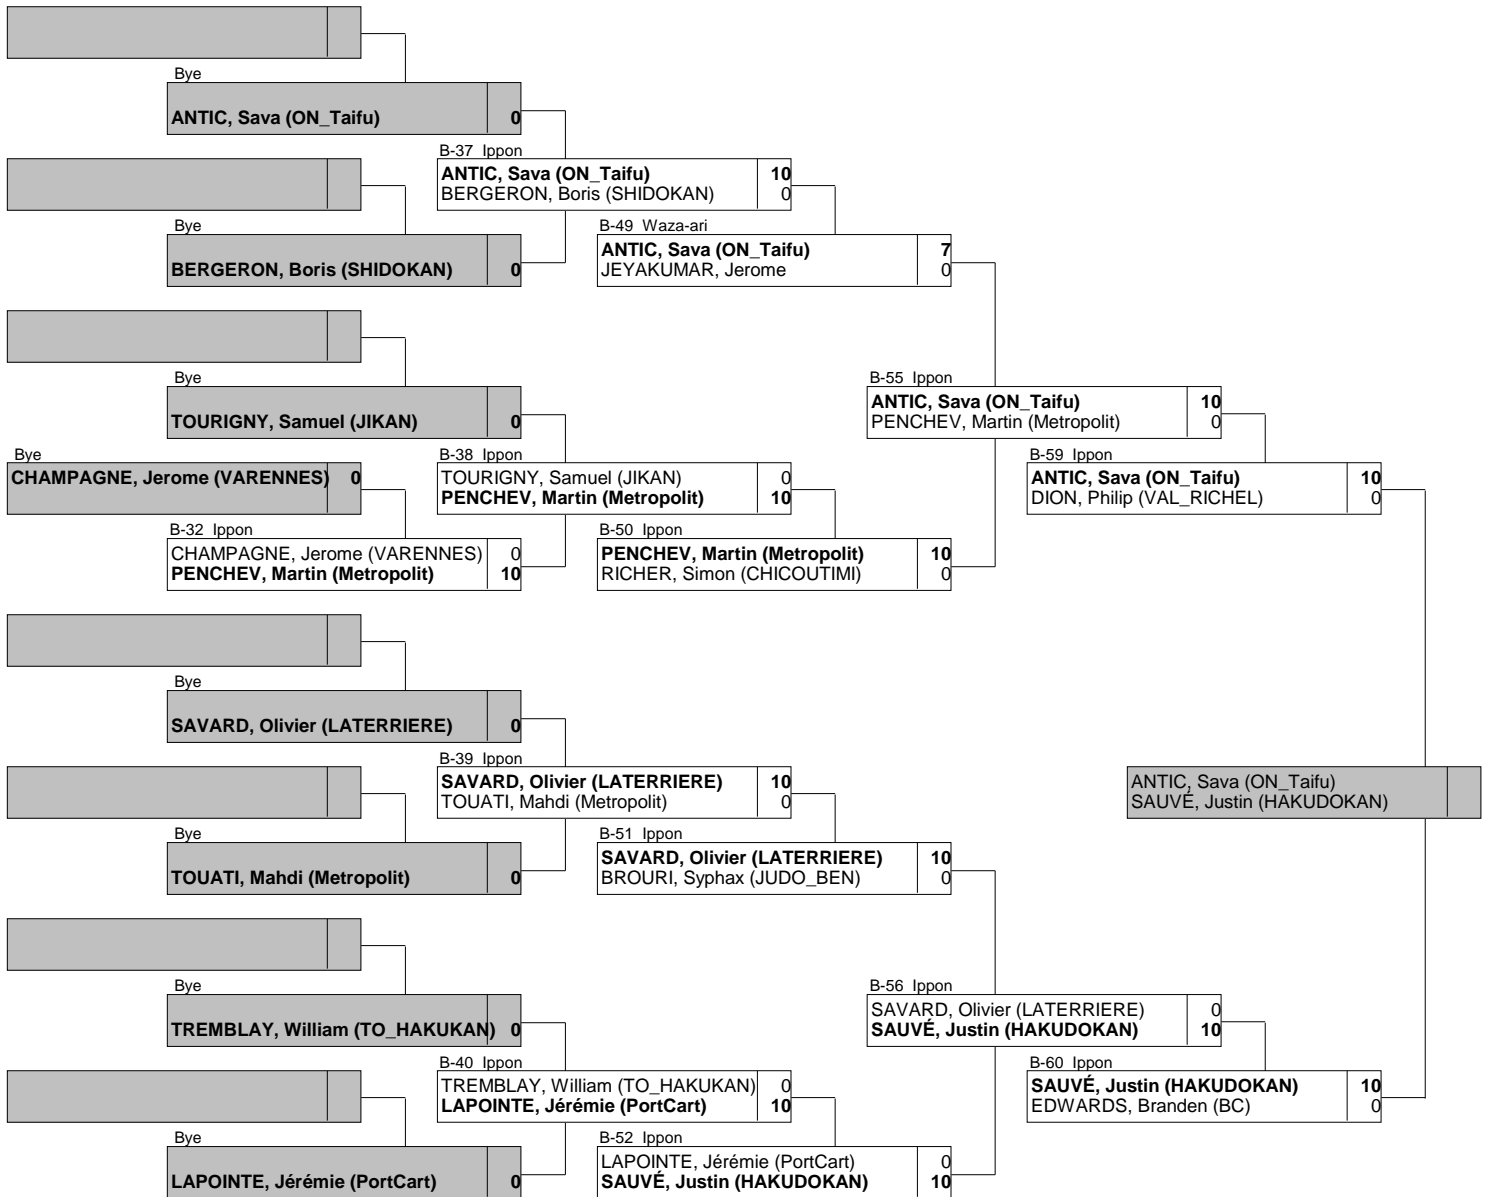 Bye
ANTIC, Sava (ON_Taifu) 0
B-37 Ippon
ANTIC, Sava (ON_Taifu) 10
BERGERON, Boris (SHIDOKAN) 0
Bye
BERGERON, Boris (SHIDOKAN) 0
B-49 Waza-ari
ANTIC, Sava (ON_Taifu) 7
JEYAKUMAR, Jerome 0
Bye
TOURIGNY, Samuel (JIKAN) 0
B-55 Ippon
ANTIC, Sava (ON_Taifu) 10
PENCHEV, Martin (Metropolit) 0
Bye
CHAMPAGNE, Jerome (VARENNES) 0
B-38 Ippon
TOURIGNY, Samuel (JIKAN) 0
PENCHEV, Martin (Metropolit) 10
B-59 Ippon
ANTIC, Sava (ON_Taifu) 10
DION, Philip (VAL_RICHEL) 0
B-32 Ippon
CHAMPAGNE, Jerome (VARENNES) 0
PENCHEV, Martin (Metropolit) 10
B-50 Ippon
PENCHEV, Martin (Metropolit) 10
RICHER, Simon (CHICOUTIMI) 0
Bye
SAVARD, Olivier (LATERRIERE) 0
B-39 Ippon
SAVARD, Olivier (LATERRIERE) 10
TOUATI, Mahdi (Metropolit) 0
ANTIC, Sava (ON_Taifu)
SAUVÉ, Justin (HAKUDOKAN)
Bye
TOUATI, Mahdi (Metropolit) 0
B-51 Ippon
SAVARD, Olivier (LATERRIERE) 10
BROURI, Syphax (JUDO_BEN) 0
Bye
TREMBLAY, William (TO_HAKUKAN) 0
B-56 Ippon
SAVARD, Olivier (LATERRIERE) 0
SAUVÉ, Justin (HAKUDOKAN) 10
B-40 Ippon
TREMBLAY, William (TO_HAKUKAN) 0
LAPOINTE, Jérémie (PortCart) 10
B-60 Ippon
SAUVÉ, Justin (HAKUDOKAN) 10
EDWARDS, Branden (BC) 0
Bye
LAPOINTE, Jérémie (PortCart) 0
B-52 Ippon
LAPOINTE, Jérémie (PortCart) 0
SAUVÉ, Justin (HAKUDOKAN) 10